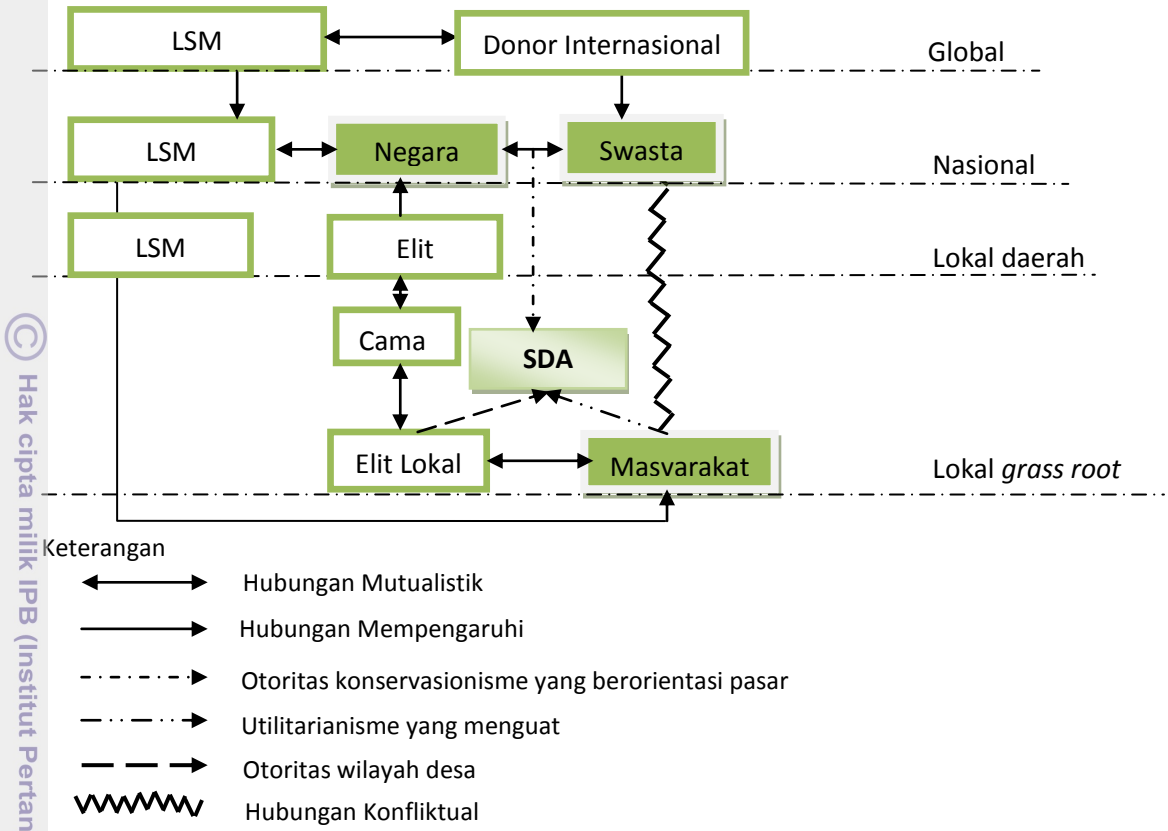 LSM
Donor Internasional
Global
LSM
Negara
Swasta
Nasional
LSM
Elit
Lokal daerah
Cama
SDA
Elit Lokal
Masvarakat
Lokal grass root
Keterangan
Hubungan Mutualistik
Hubungan Mempengaruhi
Otoritas konservasionisme yang berorientasi pasar
Utilitarianisme yang menguat
Otoritas wilayah desa
Hubungan Konfliktual
© Hak cipta milik IPB (Institut Pertan